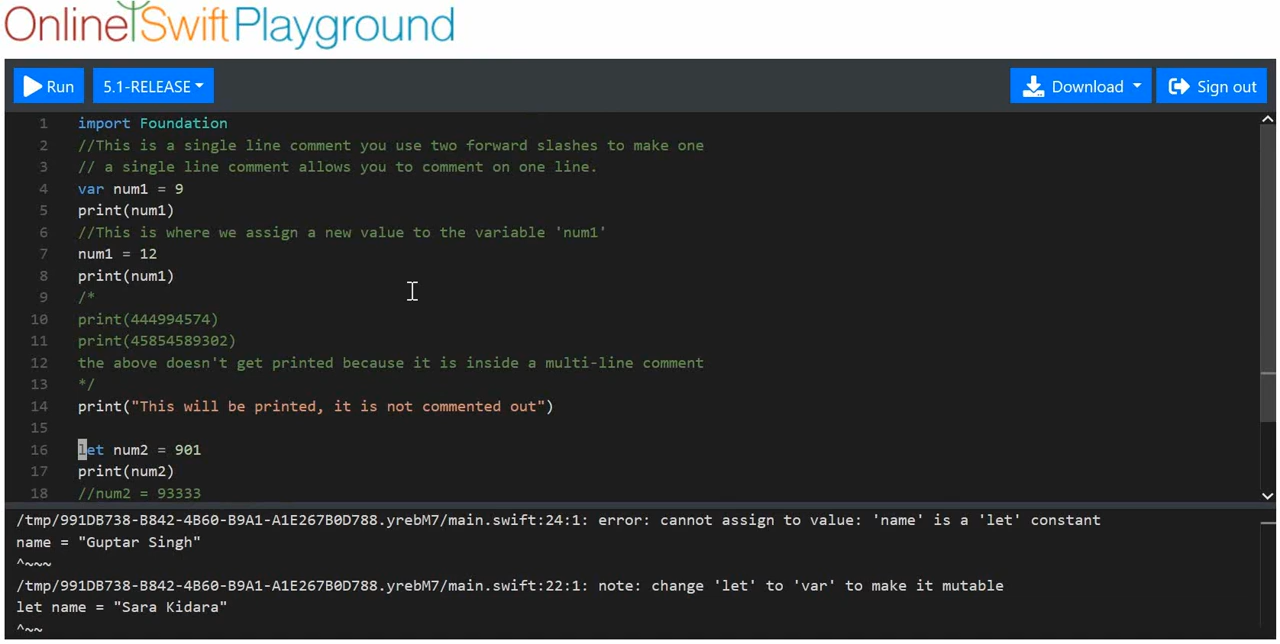 Online Swift Playground
Run 5.1-RELEASE Download Sign out
1 import Foundation
2 //This is a single line comment you use two forward slashes to make one
3 // a single line comment allows you to comment on one line.
4 var num1 = 9
5 print(num1)
6 //This is where we assign a new value to the variable 'num1'
7 num1 = 12
8 print(num1)
9 /*
10 print(444994574)
11 print(45854589302)
12 the above doesn't get printed because it is inside a multi-line comment
13 */
14 print("This will be printed, it is not commented out")
15
16 let num2 = 901
17 print(num2)
18 //num2 = 93333
/tmp/991DB738-B842-4B60-B9A1-A1E267B0D788.yrebM7/main.swift:24:1: error: cannot assign to value: 'name' is a 'let' constant
name = "Guptar Singh"
^~~~
/tmp/991DB738-B842-4B60-B9A1-A1E267B0D788.yrebM7/main.swift:22:1: note: change 'let' to 'var' to make it mutable
let name = "Sara Kidara"
^~~